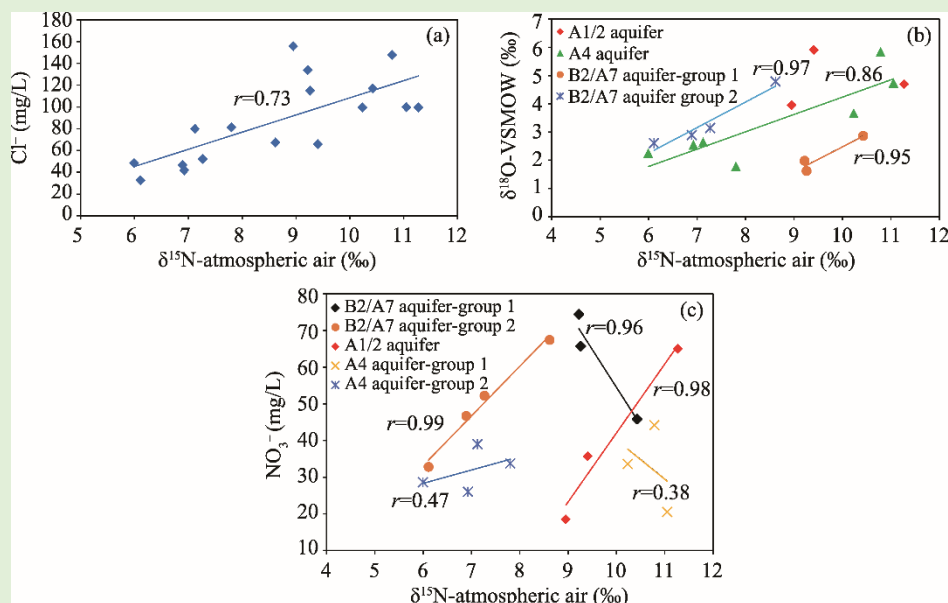 (a)
180
160
140
120
100
80
60
40
20
0
r=0.73
Cl⁻ (mg/L)
4 5 6 7 8 9 10 11 12
δ¹⁵N-atmospheric air (‰)
(b)
A1/2 aquifer
A4 aquifer
B2/A7 aquifer-group 1
B2/A7 aquifer group 2
7
6
5
4
3
2
1
0
r=0.97
r=0.86
r=0.95
δ¹⁸O-VSMOW (‰)
4 5 6 7 8 9 10 11 12
δ¹⁵N-atmospheric air (‰)
(c)
B2/A7 aquifer-group 1
B2/A7 aquifer-group 2
A1/2 aquifer
A4 aquifer-group 1
A4 aquifer-group 2
80
70
60
50
40
30
20
10
r=0.96
r=0.98
r=0.99
r=0.47
r=0.38
NO₃⁻ (mg/L)
4 5 6 7 8 9 10 11 12
δ¹⁵N-atmospheric air (‰)